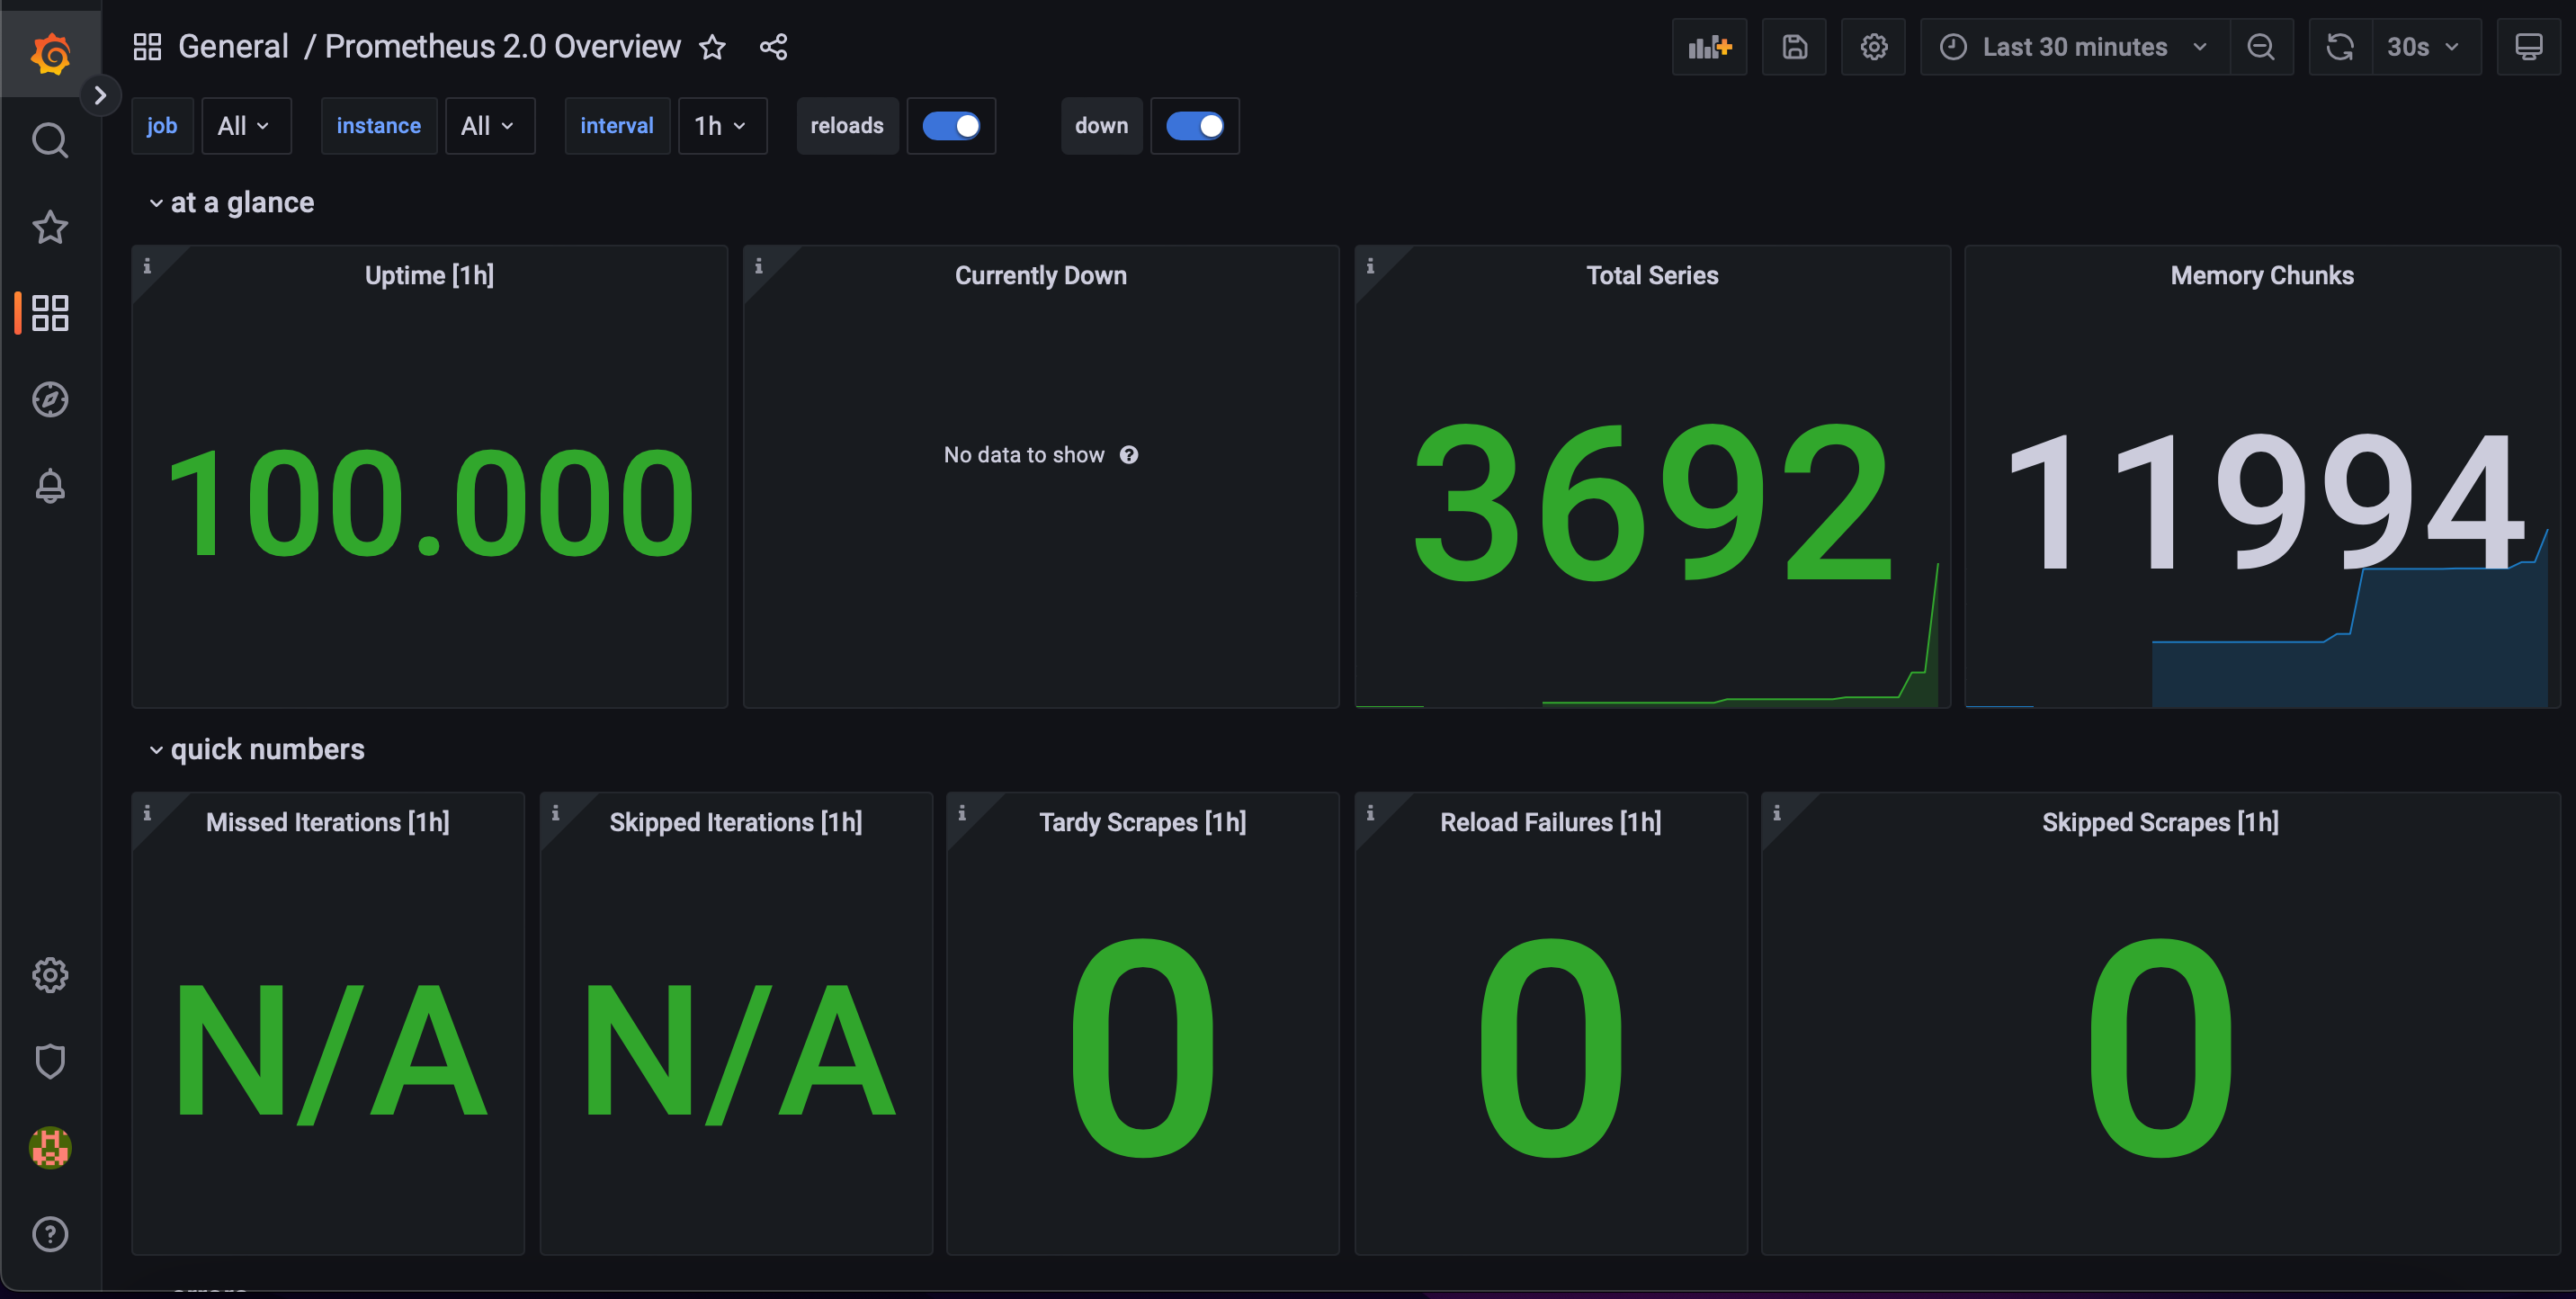 General / Prometheus 2.0 Overview
Last 30 minutes
30s
job All instance All interval 1h reloads down
at a glance
Uptime [1h]
Currently Down
Total Series
Memory Chunks
100.000
No data to show
3692
11994
quick numbers
Missed Iterations [1h]
Skipped Iterations [1h]
Tardy Scrapes [1h]
Reload Failures [1h]
Skipped Scrapes [1h]
N/A
N/A
0
0
0